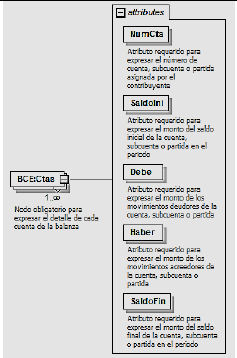 attributes
NumCta
Atributo requerido para
expresar el número de
cuenta, subcuenta o partida
asignada por el
contribuyente
SaldoIni
Atributo requerido para
expresar el monto del saldo
inicial de la cuenta,
subcuenta o partida en el
periodo
Debe
Atributo requerido para
expresar el monto de los
movimientos deudores de la
cuenta, subcuenta o partida
Haber
Atributo requerido para
expresar el monto de los
movimientos acreedores de
la cuenta, subcuenta o
partida
SaldoFin
Atributo requerido para
expresar el monto del saldo
final de la cuenta, subcuenta
o partida en el periodo
BCE:Ctas
1..∞
Nodo obligatorio para
expresar el detalle de cada
cuenta de la balanza